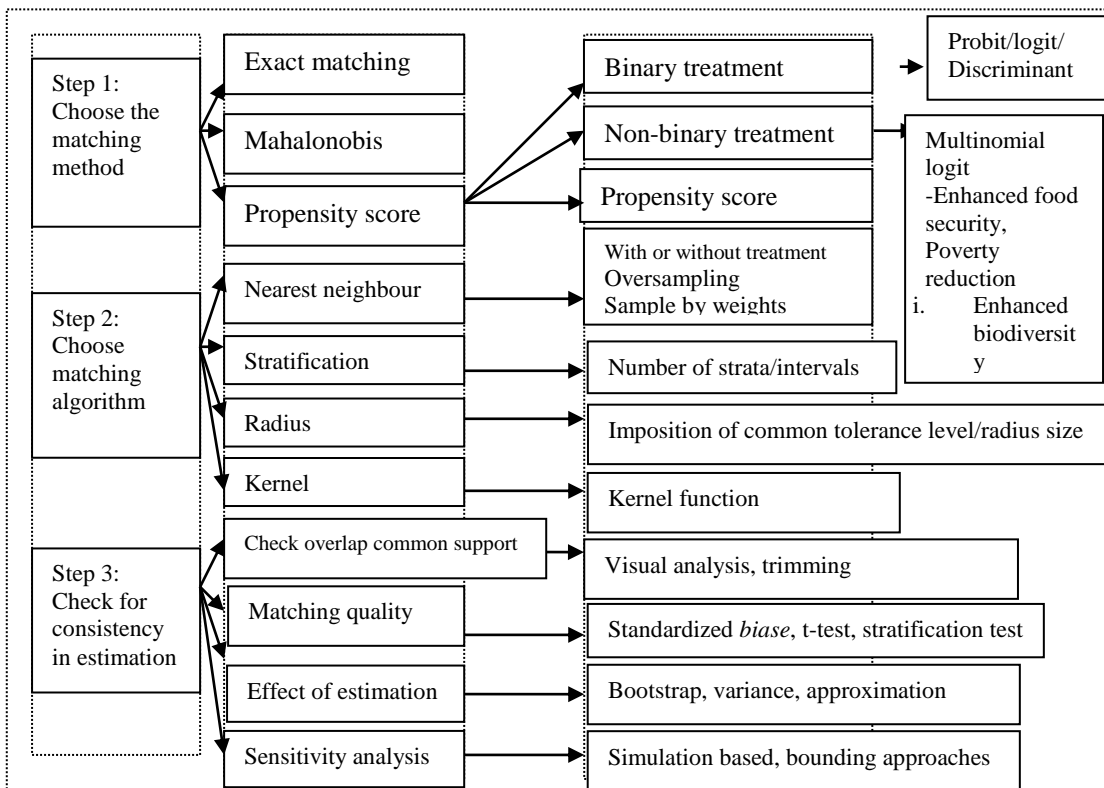 Step 1:
Choose the
matching
method
Exact matching
Mahalonobis
Propensity score
Binary treatment
Non-binary treatment
Propensity score
Probit/logit/
Discriminant
Multinomial
logit
-Enhanced food
security,
Poverty
reduction
i. Enhanced
biodiversit
y
Step 2:
Choose
matching
algorithm
Nearest neighbour
Stratification
Radius
Kernel
With or without treatment
Oversampling
Sample by weights
Number of strata/intervals
Imposition of common tolerance level/radius size
Kernel function
Step 3:
Check for
consistency
in estimation
Check overlap common support
Matching quality
Effect of estimation
Sensitivity analysis
Visual analysis, trimming
Standardized biase, t-test, stratification test
Bootstrap, variance, approximation
Simulation based, bounding approaches